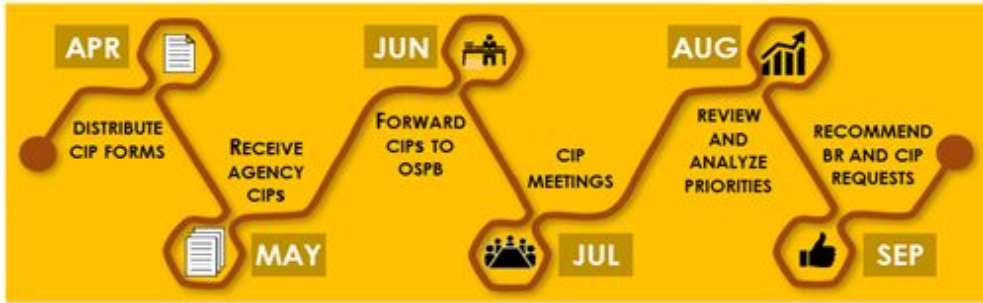 APR
DISTRIBUTE
CIP FORMS
RECEIVE
AGENCY
CIPS
MAY
JUN
FORWARD
CIPS TO
OSPB
CIP
MEETINGS
JUL
AUG
REVIEW
AND
ANALYZE
PRIORITIES
RECOMMEND
BR AND CIP
REQUESTS
SEP